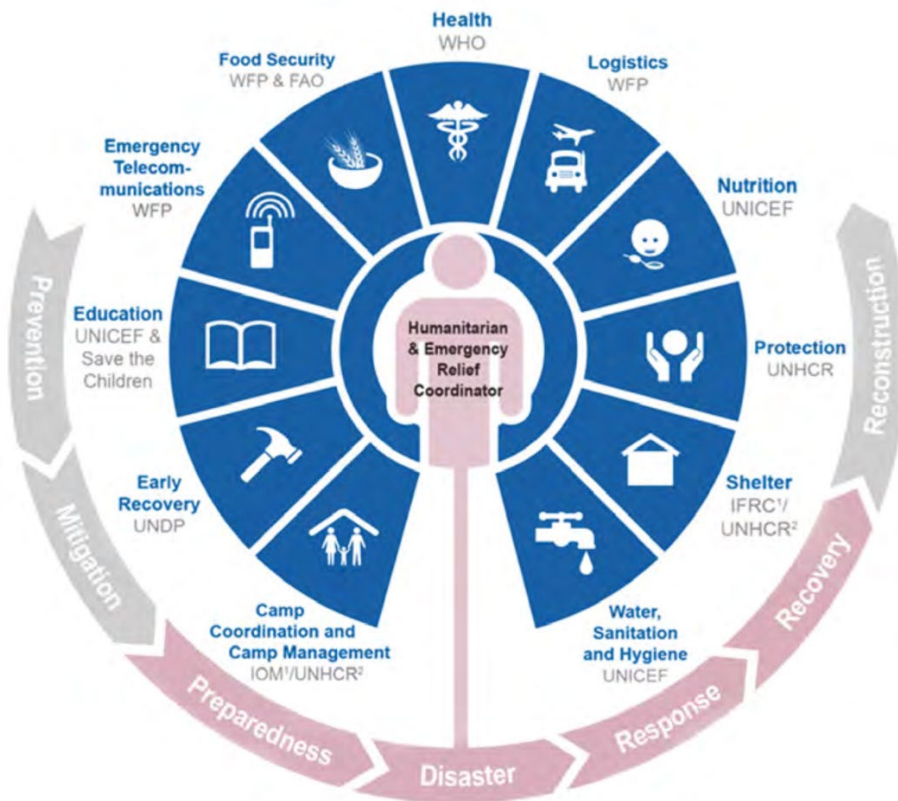 Health
WHO
Food Security
WFP & FAO
Logistics
WFP
Emergency
Telecom-
munications
WFP
Nutrition
UNICEF
Education
UNICEF &
Save the
Children
Humanitarian
& Emergency
Relief
Coordinator
Protection
UNHCR
Early
Recovery
UNDP
Shelter
IFRC¹/
UNHCR²
Camp
Coordination and
Camp Management
IOM¹/UNHCR²
Water,
Sanitation
and Hygiene
UNICEF
Prevention
Mitigation
Preparedness
Disaster
Response
Recovery
Reconstruction